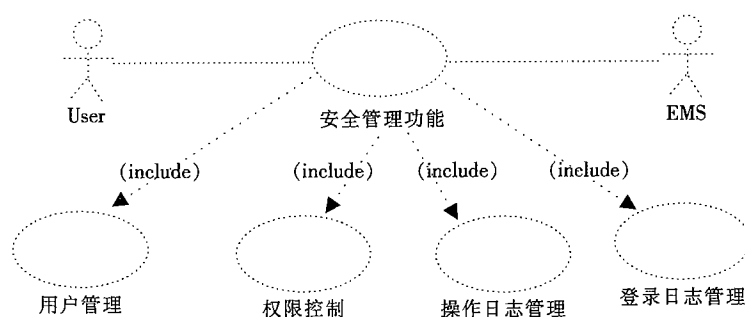 User
安全管理功能
EMS
(include)
(include)
(include)
(include)
用户管理
权限控制
操作日志管理
登录日志管理